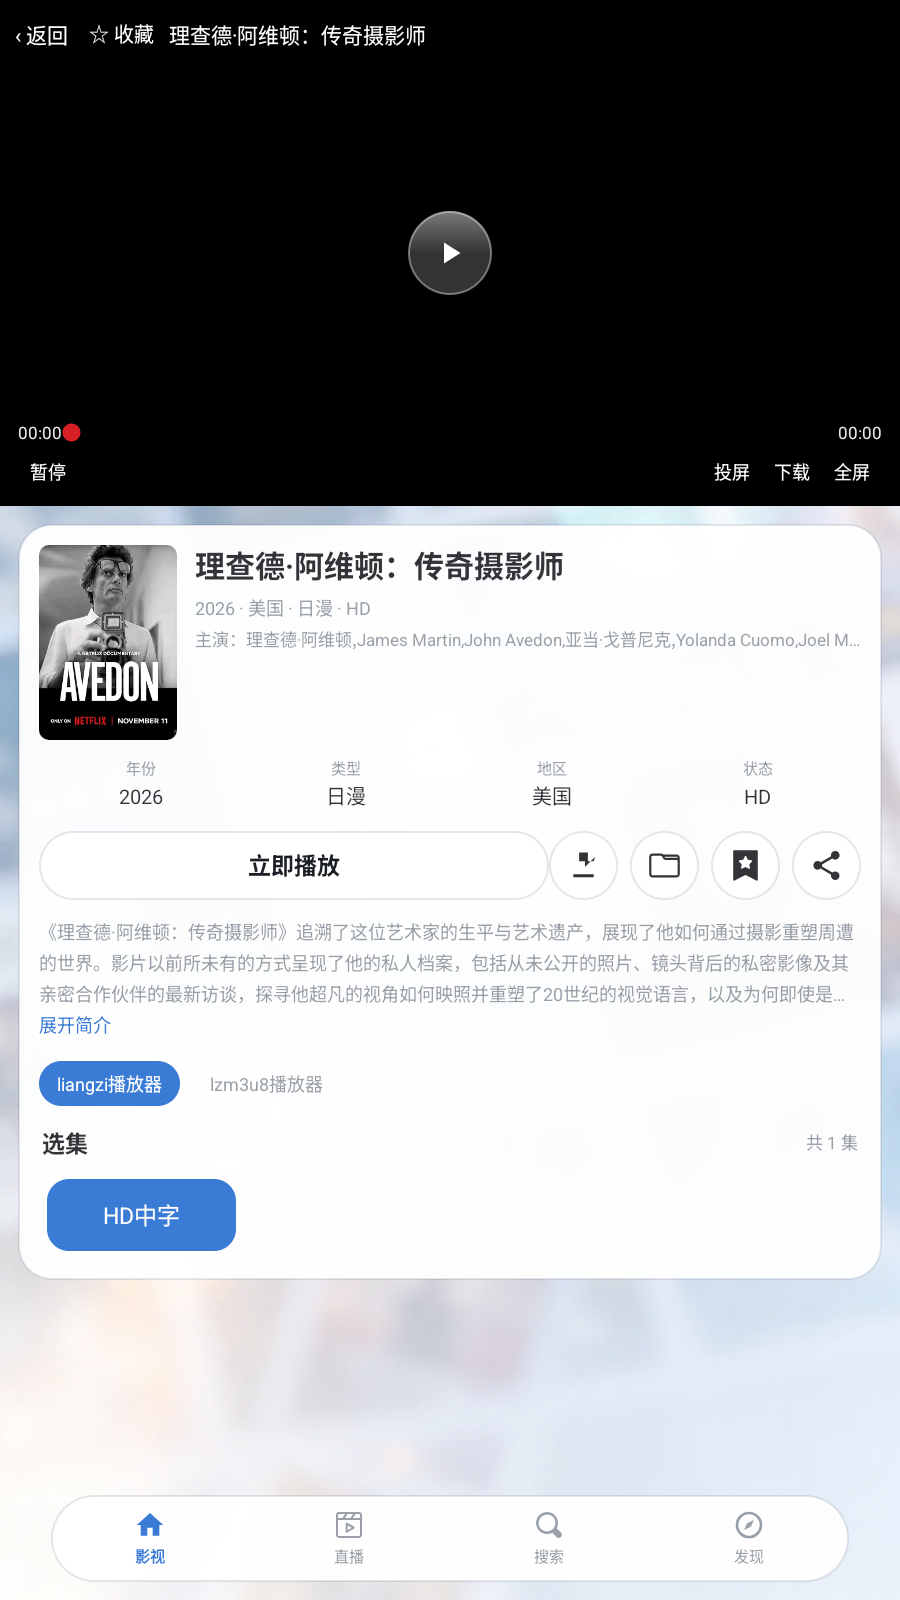 ‹ 返回 ☆ 收藏 理查德·阿维顿：传奇摄影师
00:00 00:00
暂停 投屏 下载 全屏
A NETFLIX DOCUMENTARY
AVEDON
ONLY ON NETFLIX | NOVEMBER 11
理查德·阿维顿：传奇摄影师
2026 · 美国 · 日漫 · HD
主演：理查德·阿维顿,James Martin,John Avedon,亚当·戈普尼克,Yolanda Cuomo,Joel M...
年份 类型 地区 状态
2026 日漫 美国 HD
立即播放
《理查德·阿维顿：传奇摄影师》追溯了这位艺术家的生平与艺术遗产，展现了他如何通过摄影重塑周遭
的世界。影片以前所未有的方式呈现了他的私人档案，包括从未公开的照片、镜头背后的私密影像及其
亲密合作伙伴的最新访谈，探寻他超凡的视角如何映照并重塑了20世纪的视觉语言，以及为何即使是...
展开简介
liangzi播放器 lzm3u8播放器
选集 共 1 集
HD中字
影视 直播 搜索 发现